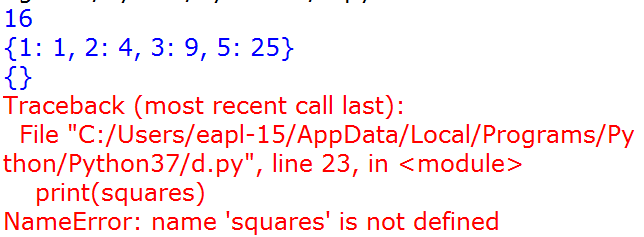 16
{1: 1, 2: 4, 3: 9, 5: 25}
{}
Traceback (most recent call last):
  File "C:/Users/eapl-15/AppData/Local/Programs/Py
thon/Python37/d.py", line 23, in <module>
    print(squares)
NameError: name 'squares' is not defined